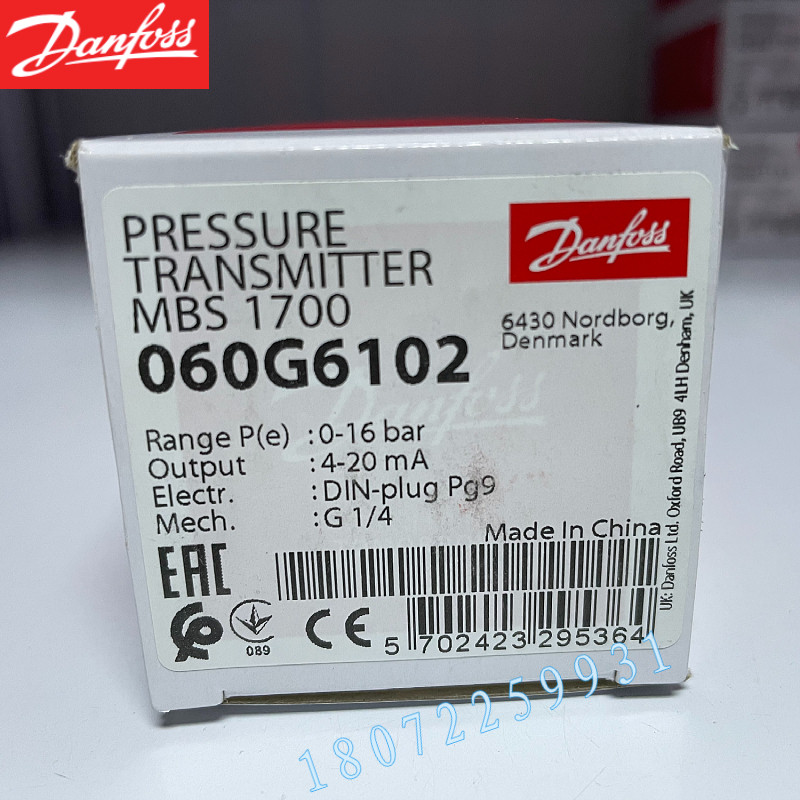 Danfoss
PRESSURE
TRANSMITTER
MBS 1700
060G6102
Danfoss
6430 Nordborg,
Denmark
Danfoss
Range P(e) : 0-16 bar
Output : 4-20 mA
Electr. : DIN-plug Pg9
Mech. : G 1/4
Made In China
UK: Danfoss Ltd. Oxford Road, UB9 4LH Denham, UK
EAC
089
CE
5 702423 295364
18072259931